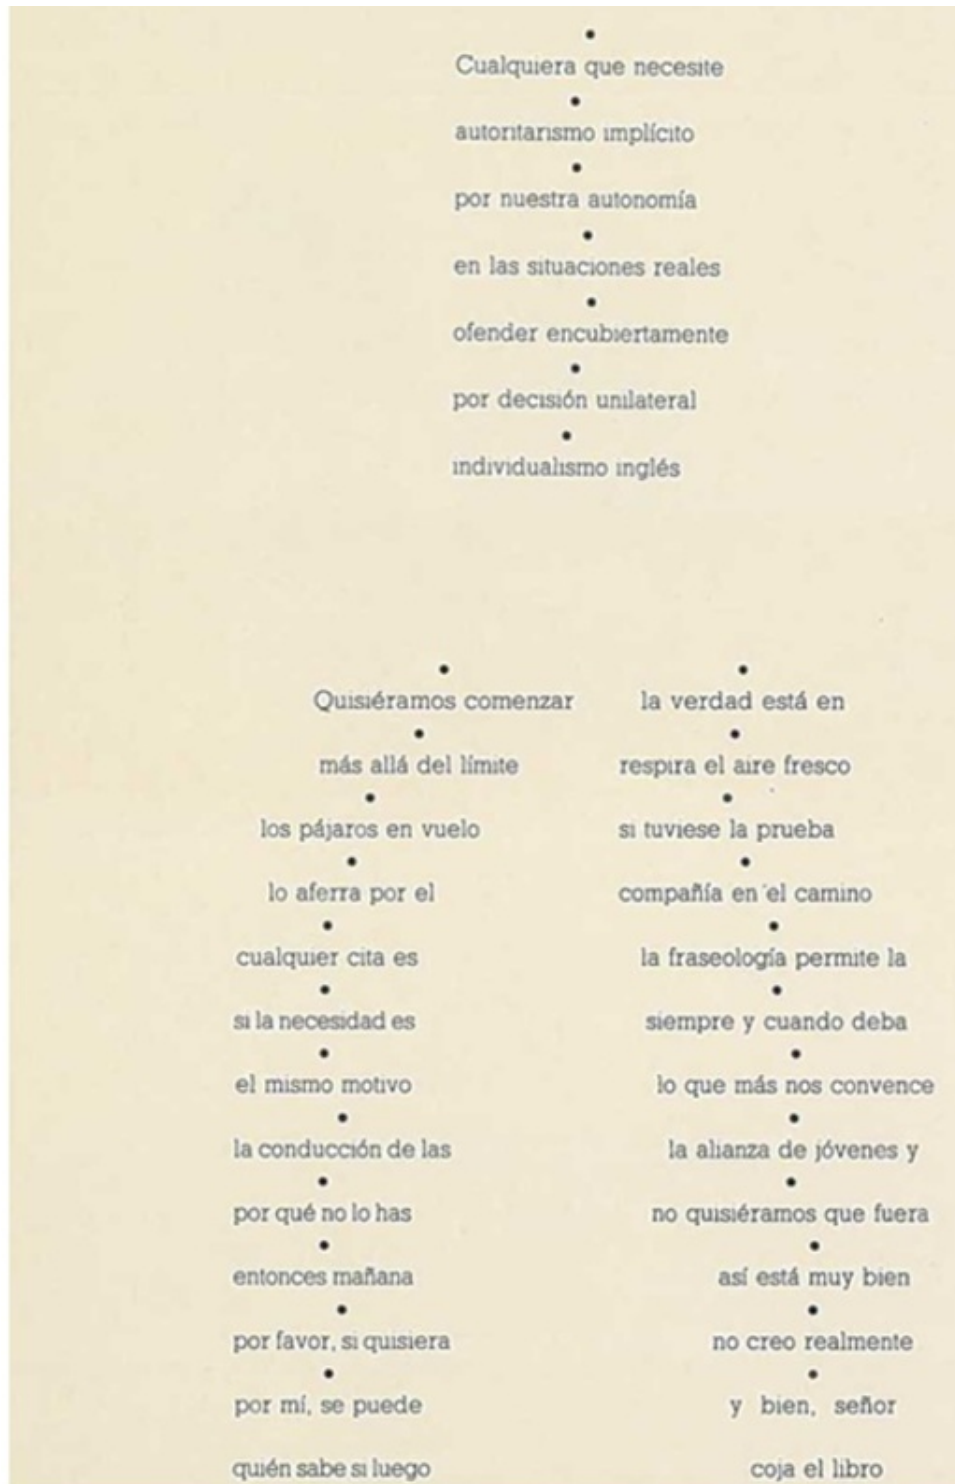 Cualquiera que necesite
autoritarismo implícito
por nuestra autonomía
en las situaciones reales
ofender encubiertamente
por decisión unilateral
individualismo inglés
Quisiéramos comenzar
más allá del límite
los pájaros en vuelo
lo aferra por el
cualquier cita es
si la necesidad es
el mismo motivo
la conducción de las
por qué no lo has
entonces mañana
por favor, si quisiera
por mí, se puede
quién sabe si luego
la verdad está en
respira el aire fresco
si tuviese la prueba
compañía en el camino
la fraseología permite la
siempre y cuando deba
lo que más nos convence
la alianza de jóvenes y
no quisiéramos que fuera
así está muy bien
no creo realmente
y bien, señor
coja el libro